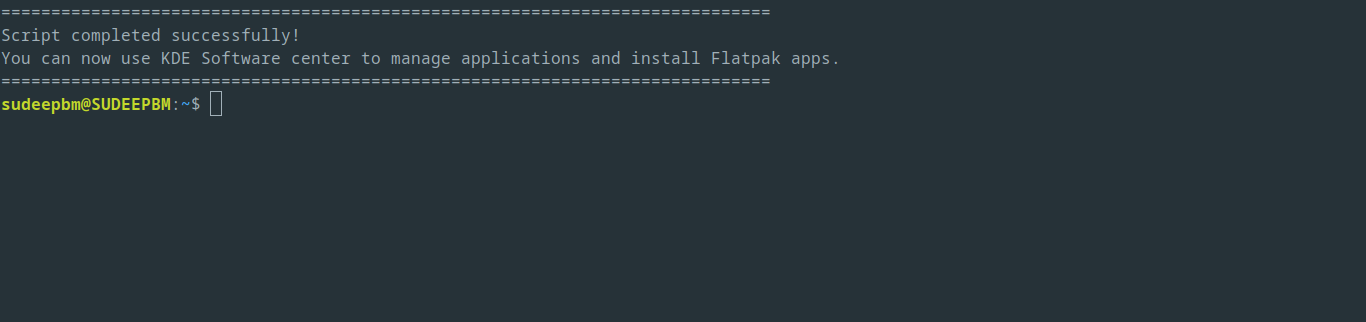 =============================================================================
Script completed successfully!
You can now use KDE Software center to manage applications and install Flatpak apps.
=============================================================================
sudeepbm@SUDEEPBM:~$